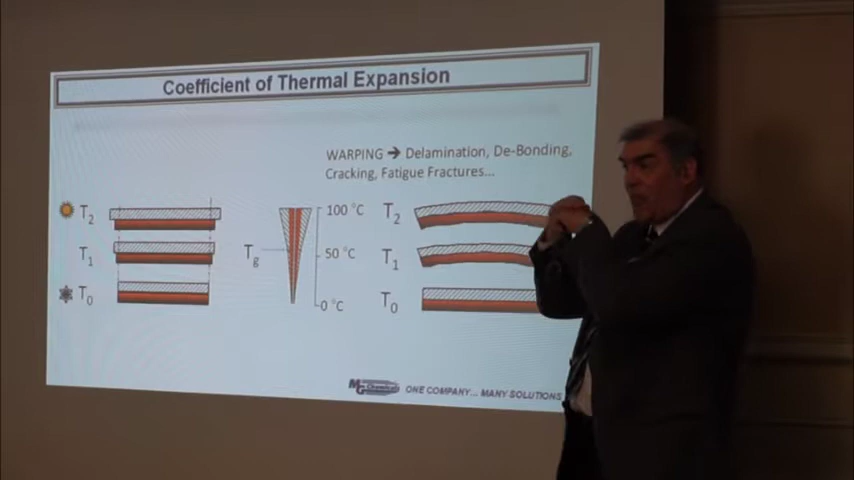 Coefficient of Thermal Expansion
WARPING → Delamination, De-Bonding,
Cracking, Fatigue Fractures...
T2
T1
T0
Tg
100 °C
50 °C
0 °C
T2
T1
T0
MG Chemicals
ONE COMPANY... MANY SOLUTIONS